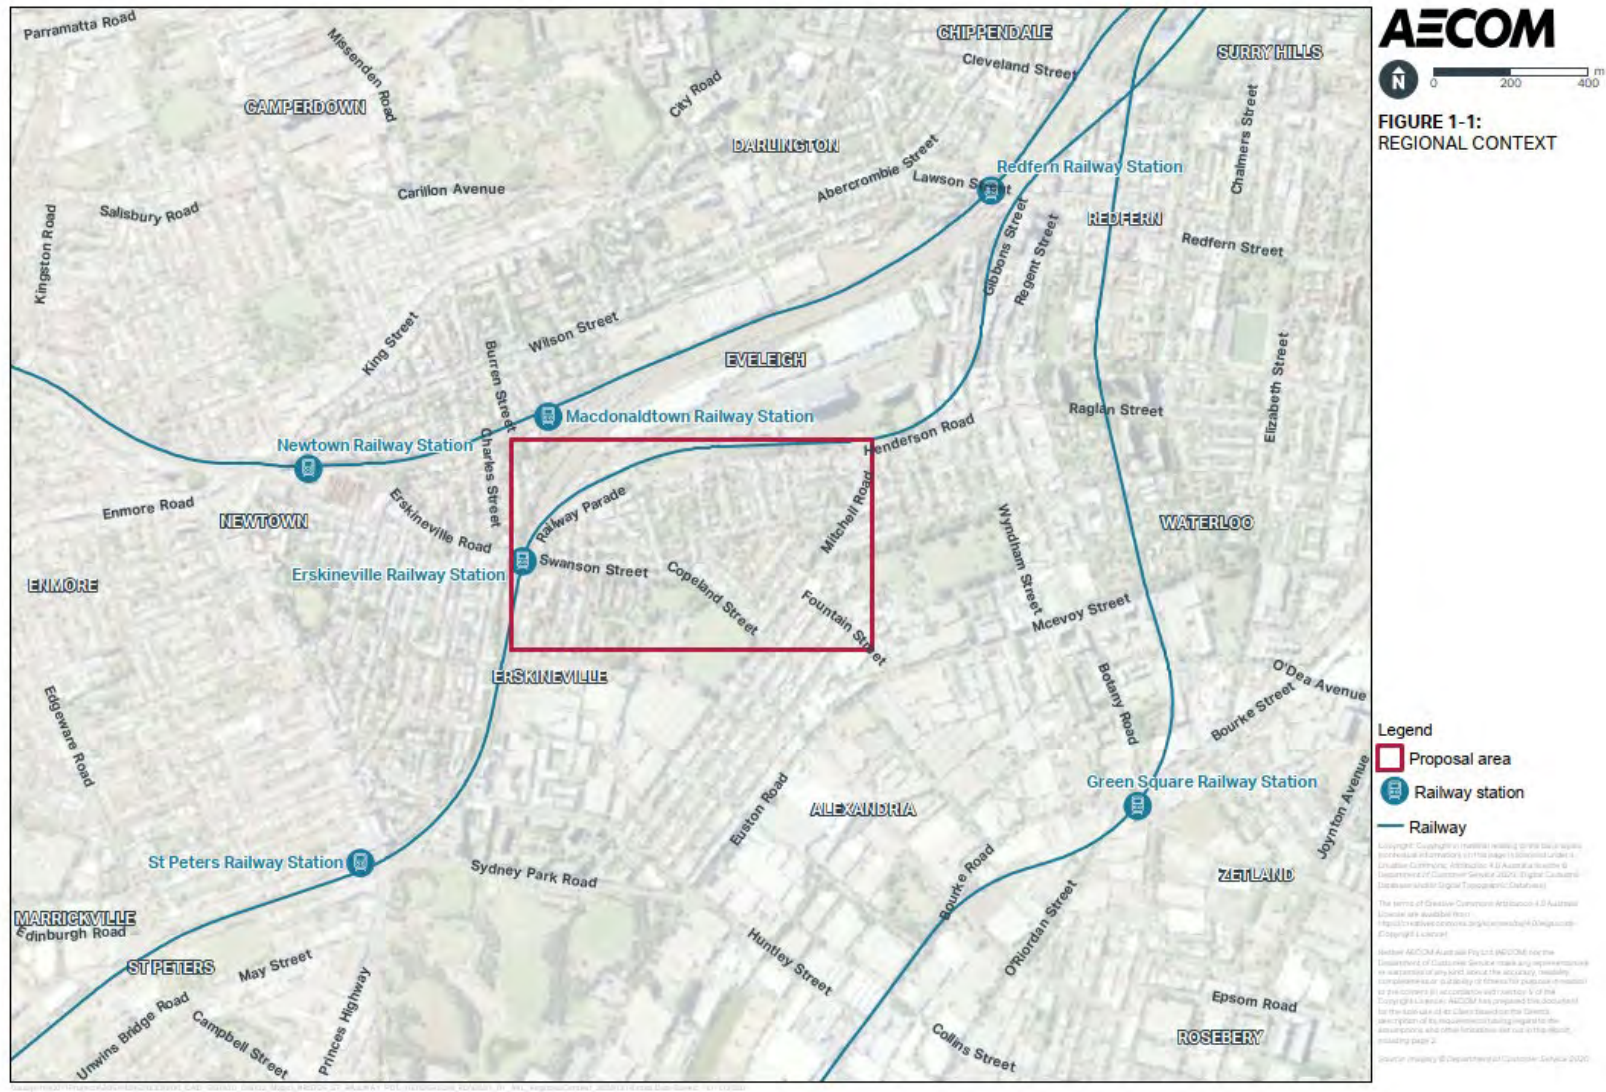 Parramatta Road
Missenden Road
CHIPPENDALE
Cleveland Street
SURRY HILLS
CAMPERDOWN
City Road
DARLINGTON
Chalmers Street
Abercrombie Street
Lawson Street
Redfern Railway Station
Carillon Avenue
Kingston Road
Salisbury Road
Gibbons Street
Regent Street
REDFERN
Redfern Street
King Street
Burren Street
Wilson Street
EVELEIGH
Elizabeth Street
Macdonaldtown Railway Station
Raglan Street
Henderson Road
Newtown Railway Station
Charles Street
Enmore Road
NEWTOWN
Erskineville Road
Railway Parade
Mitchell Road
Wyndham Street
WATERLOO
ENMORE
Erskineville Railway Station
Swanson Street
Copeland Street
Fountain Street
Mcevoy Street
ERSKINEVILLE
Edgeware Road
Botany Road
O'Dea Avenue
Bourke Street
Green Square Railway Station
Euston Road
ALEXANDRIA
Joynton Avenue
St Peters Railway Station
Sydney Park Road
Bourke Road
ZETLAND
MARRICKVILLE
Edinburgh Road
ST PETERS
May Street
Huntley Street
O'Riordan Street
Princes Highway
Unwins Bridge Road
Campbell Street
Epsom Road
Collins Street
ROSEBERY
AECOM
N
m
0 200 400
FIGURE 1-1:
REGIONAL CONTEXT
Legend
Proposal area
Railway station
Railway